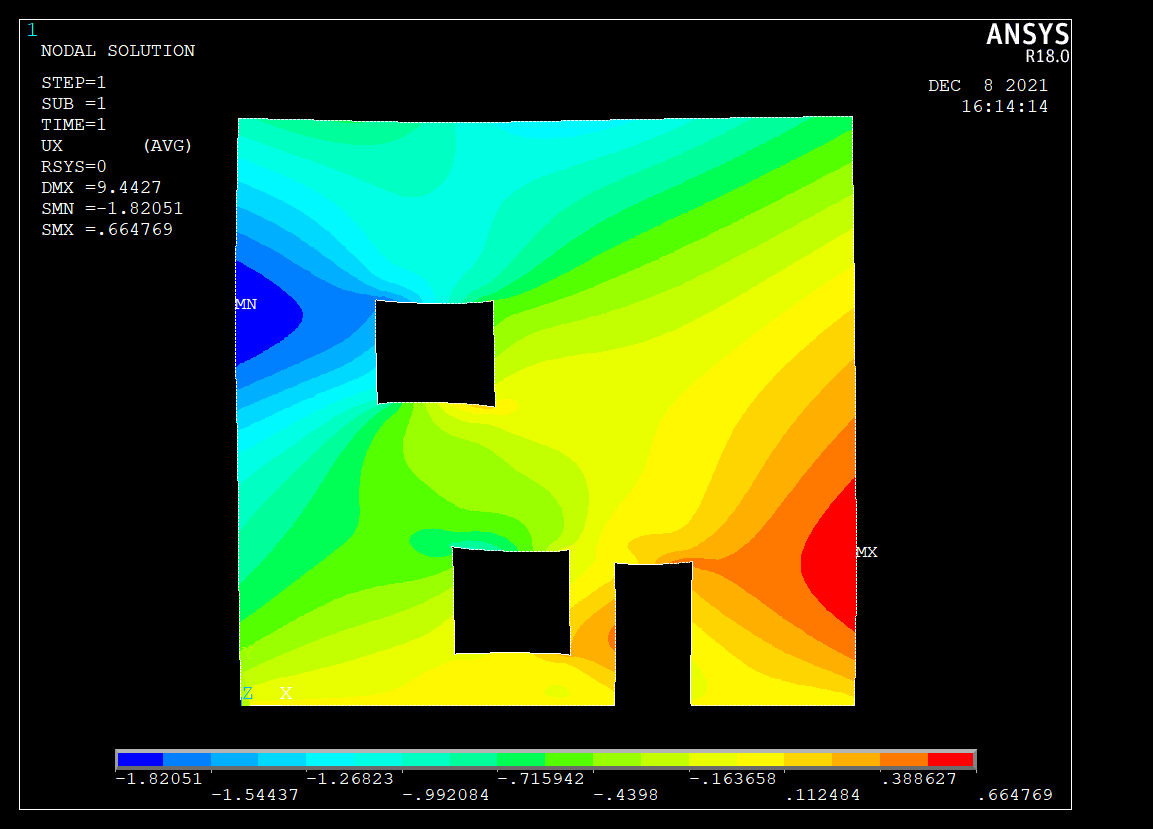 1
ANSYS
R18.0
NODAL SOLUTION
DEC 8 2021
16:14:14
STEP=1
SUB =1
TIME=1
UX (AVG)
RSYS=0
DMX =9.4427
SMN =-1.82051
SMX =.664769
MN
MX
Z X
-1.82051 -1.26823 -.715942 -.163658 .388627
-1.54437 -.992084 -.4398 .112484 .664769